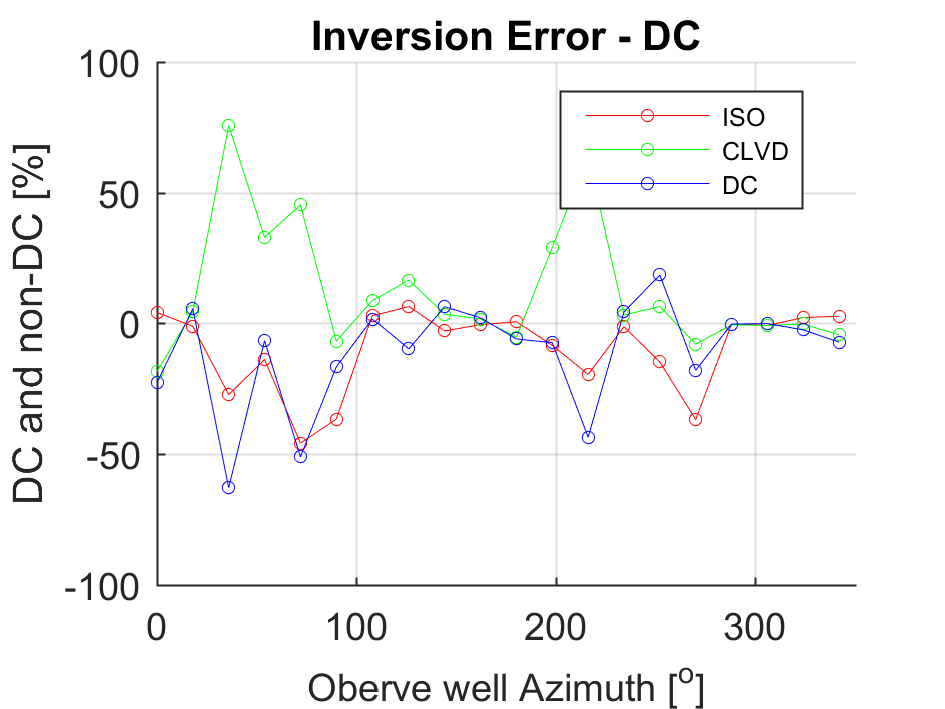 Inversion Error - DC
100
50
0
-50
-100
DC and non-DC [%]
ISO
CLVD
DC
0
100
200
300
Oberve well Azimuth [o]